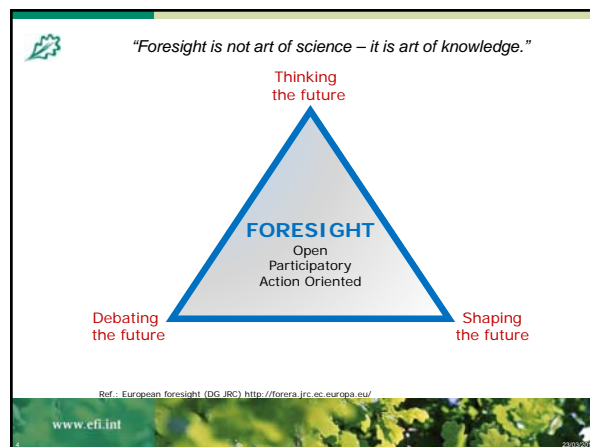 “Foresight is not art of science – it is art of knowledge.”
Thinking
the future
FORESIGHT
Open
Participatory
Action Oriented
Debating
the future
Shaping
the future
Ref.: European foresight (DG JRC) http://forera.jrc.ec.europa.eu/
www.efi.int
4